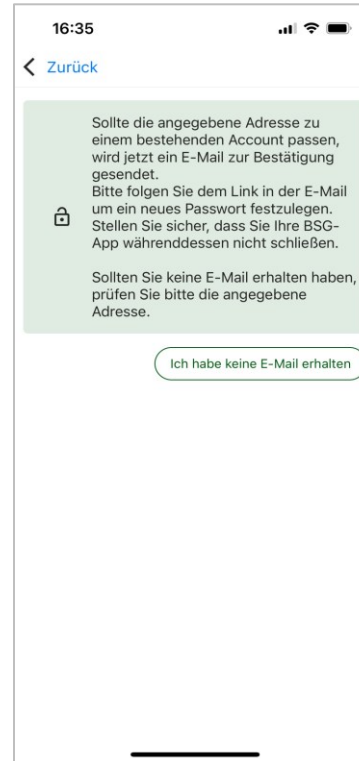 16:35
Zurück
Sollte die angegebene Adresse zu
einem bestehenden Account passen,
wird jetzt ein E-Mail zur Bestätigung
gesendet.
Bitte folgen Sie dem Link in der E-Mail
um ein neues Passwort festzulegen.
Stellen Sie sicher, dass Sie Ihre BSG-
App währenddessen nicht schließen.
Sollten Sie keine E-Mail erhalten haben,
prüfen Sie bitte die angegebene
Adresse.
Ich habe keine E-Mail erhalten